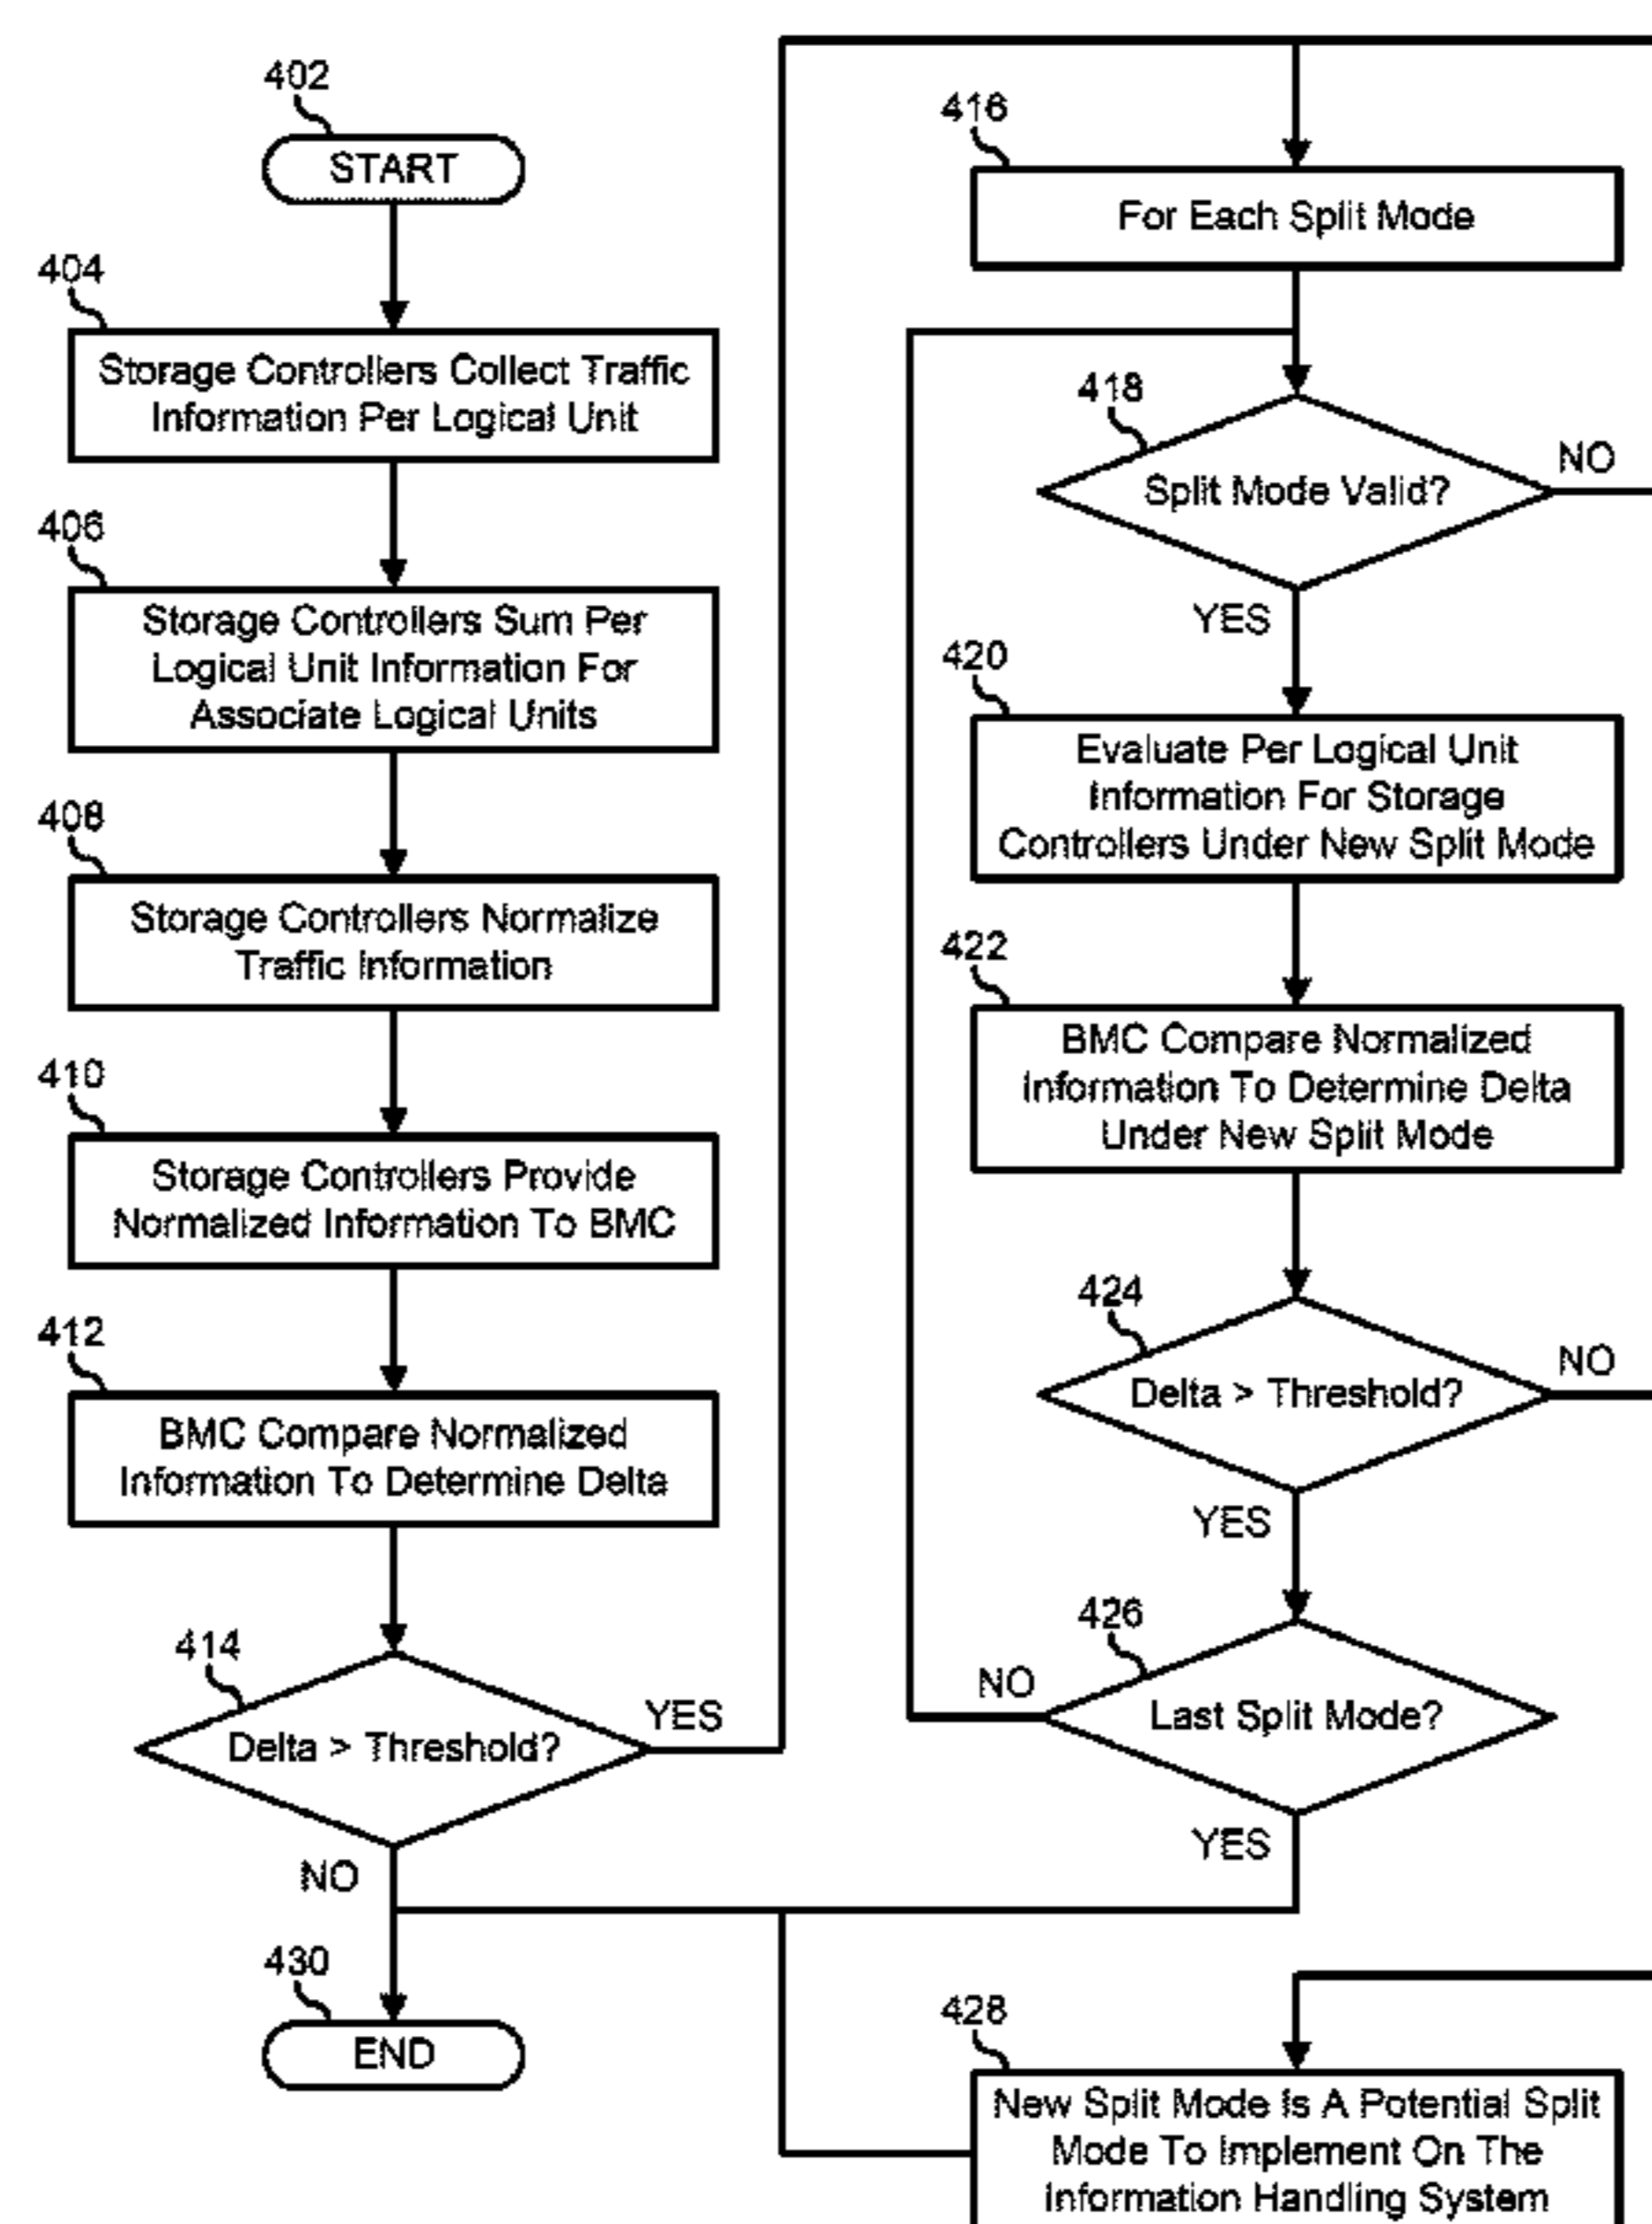 402
START
404
Storage Controllers Collect Traffic
Information Per Logical Unit
406
Storage Controllers Sum Per
Logical Unit Information For
Associate Logical Units
408
Storage Controllers Normalize
Traffic Information
410
Storage Controllers Provide
Normalized Information To BMC
412
BMC Compare Normalized
Information To Determine Delta
414
Delta > Threshold?
YES
NO
430
END
416
For Each Split Mode
418
Split Mode Valid?
NO
YES
420
Evaluate Per Logical Unit
Information For Storage
Controllers Under New Split Mode
422
BMC Compare Normalized
Information To Determine Delta
Under New Split Mode
424
Delta > Threshold?
NO
YES
426
Last Split Mode?
NO
YES
428
New Split Mode Is A Potential Split
Mode To Implement On The
Information Handling System